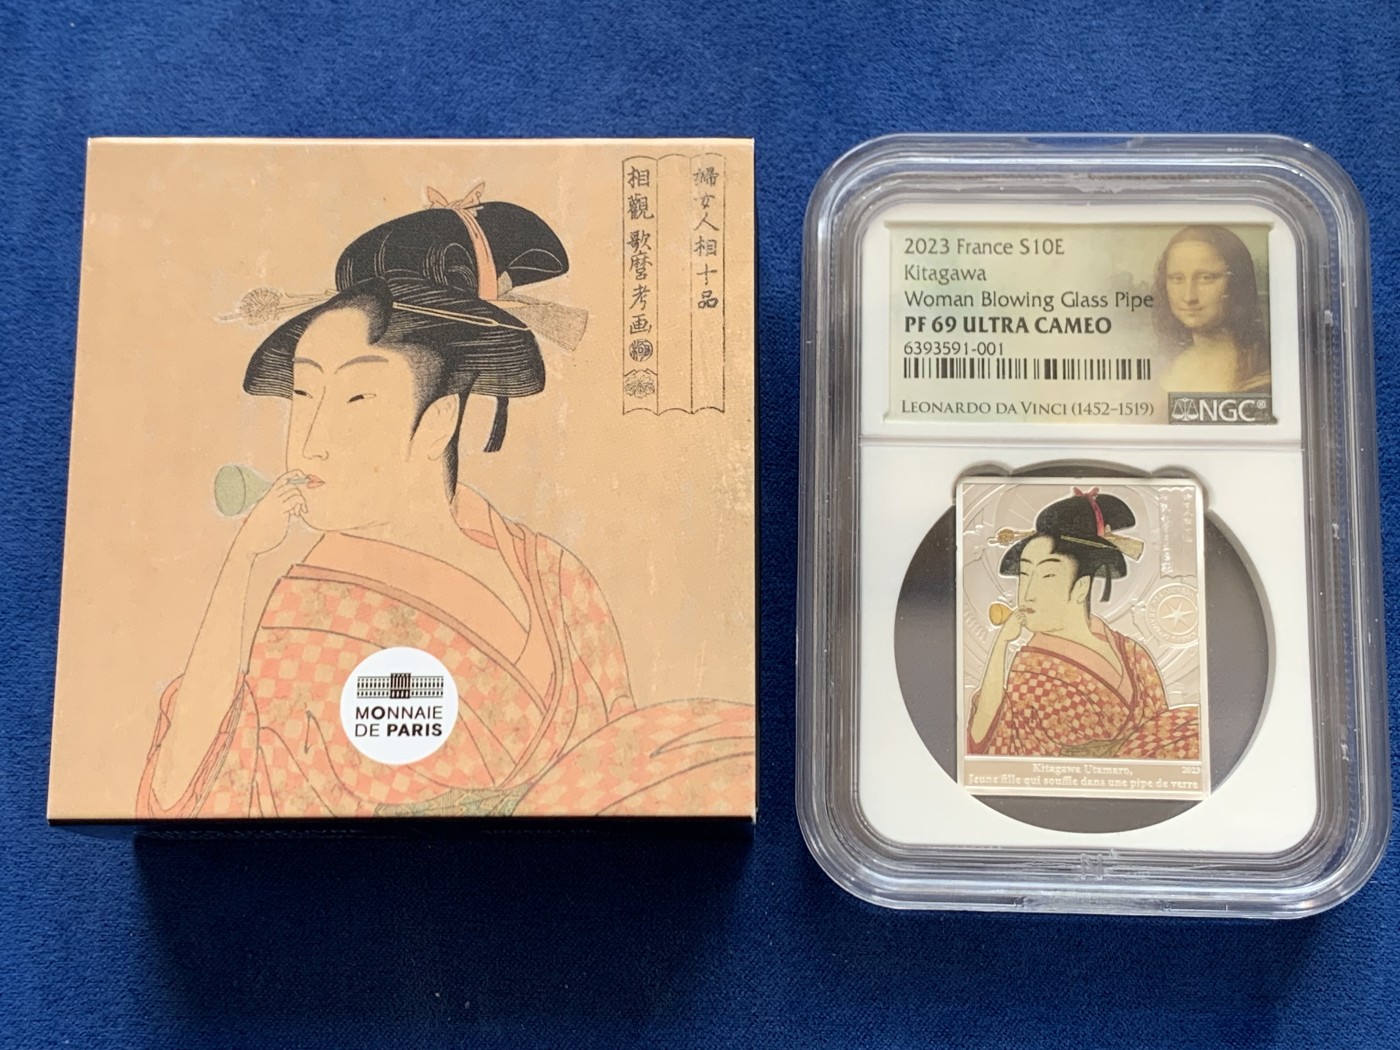 婦女人相十品
相觀 歌麿考画
MONNAIE
DE PARIS
2023 France S10E
Kitagawa
Woman Blowing Glass Pipe
PF 69 ULTRA CAMEO
6393591-001
LEONARDO DA VINCI (1452–1519)
NGC®
Kitagawa Utamaro, 2023
Jeune fille qui souffle dans une pipe de verre